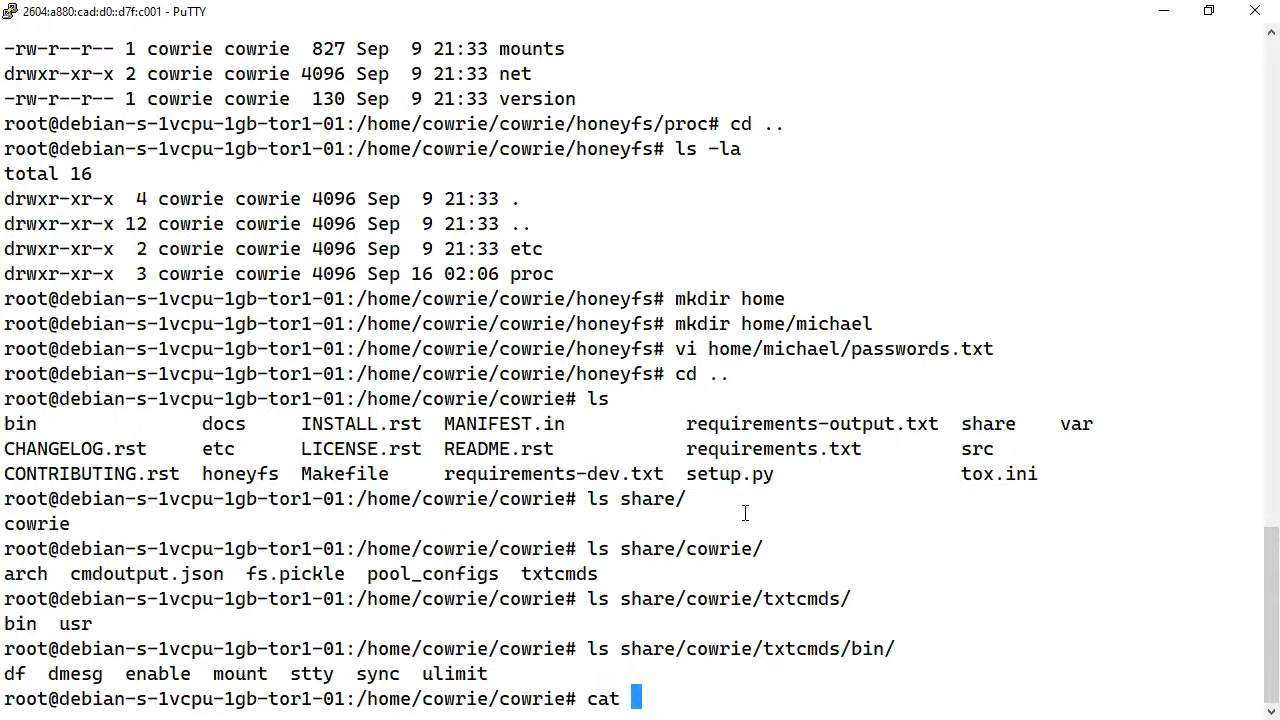 2604:a880:cad:d0::d7f:c001 - PuTTY
-rw-r--r-- 1 cowrie cowrie  827 Sep  9 21:33 mounts
drwxr-xr-x 2 cowrie cowrie 4096 Sep  9 21:33 net
-rw-r--r-- 1 cowrie cowrie  130 Sep  9 21:33 version
root@debian-s-1vcpu-1gb-tor1-01:/home/cowrie/cowrie/honeyfs/proc# cd ..
root@debian-s-1vcpu-1gb-tor1-01:/home/cowrie/cowrie/honeyfs# ls -la
total 16
drwxr-xr-x  4 cowrie cowrie 4096 Sep  9 21:33 .
drwxr-xr-x 12 cowrie cowrie 4096 Sep  9 21:33 ..
drwxr-xr-x  2 cowrie cowrie 4096 Sep  9 21:33 etc
drwxr-xr-x  3 cowrie cowrie 4096 Sep 16 02:06 proc
root@debian-s-1vcpu-1gb-tor1-01:/home/cowrie/cowrie/honeyfs# mkdir home
root@debian-s-1vcpu-1gb-tor1-01:/home/cowrie/cowrie/honeyfs# mkdir home/michael
root@debian-s-1vcpu-1gb-tor1-01:/home/cowrie/cowrie/honeyfs# vi home/michael/passwords.txt
root@debian-s-1vcpu-1gb-tor1-01:/home/cowrie/cowrie/honeyfs# cd ..
root@debian-s-1vcpu-1gb-tor1-01:/home/cowrie/cowrie# ls
bin               docs     INSTALL.rst  MANIFEST.in           requirements-output.txt  share    var
CHANGELOG.rst     etc      LICENSE.rst  README.rst            requirements.txt         src
CONTRIBUTING.rst  honeyfs  Makefile     requirements-dev.txt  setup.py                 tox.ini
root@debian-s-1vcpu-1gb-tor1-01:/home/cowrie/cowrie# ls share/
cowrie
root@debian-s-1vcpu-1gb-tor1-01:/home/cowrie/cowrie# ls share/cowrie/
arch  cmdoutput.json  fs.pickle  pool_configs  txtcmds
root@debian-s-1vcpu-1gb-tor1-01:/home/cowrie/cowrie# ls share/cowrie/txtcmds/
bin  usr
root@debian-s-1vcpu-1gb-tor1-01:/home/cowrie/cowrie# ls share/cowrie/txtcmds/bin/
df  dmesg  enable  mount  stty  sync  ulimit
root@debian-s-1vcpu-1gb-tor1-01:/home/cowrie/cowrie# cat